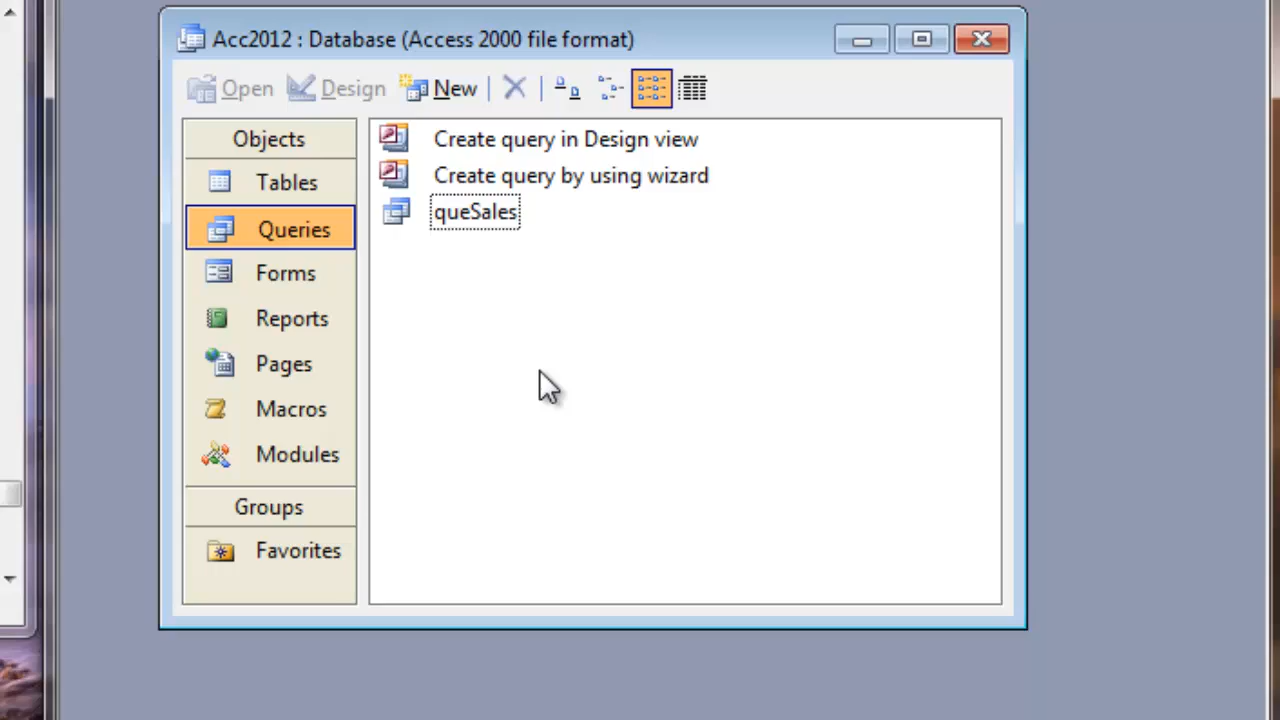 Acc2012 : Database (Access 2000 file format)
Open Design New
Objects
Tables
Queries
Forms
Reports
Pages
Macros
Modules
Groups
Favorites
Create query in Design view
Create query by using wizard
queSales